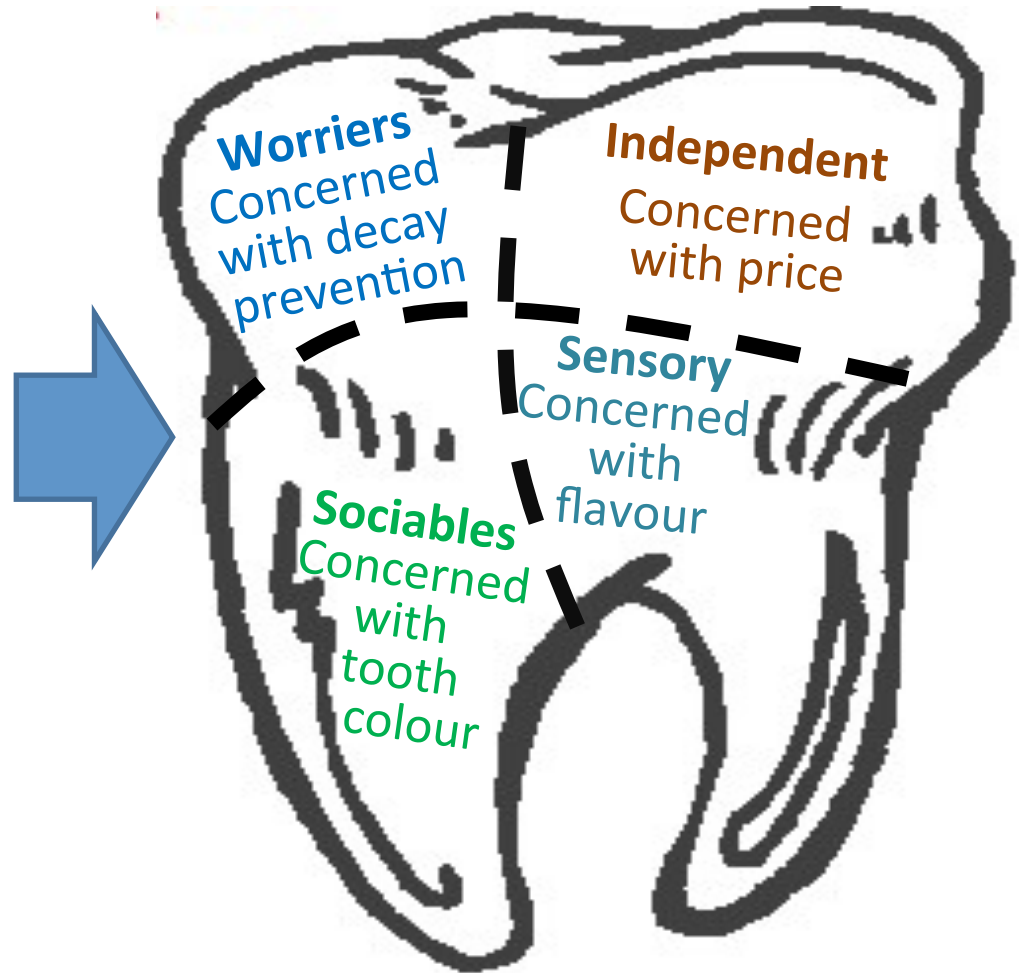 Worriers
Concerned
with decay
prevention
Independent
Concerned
with price
Sensory
Concerned
with
flavour
Sociables
Concerned
with
tooth
colour